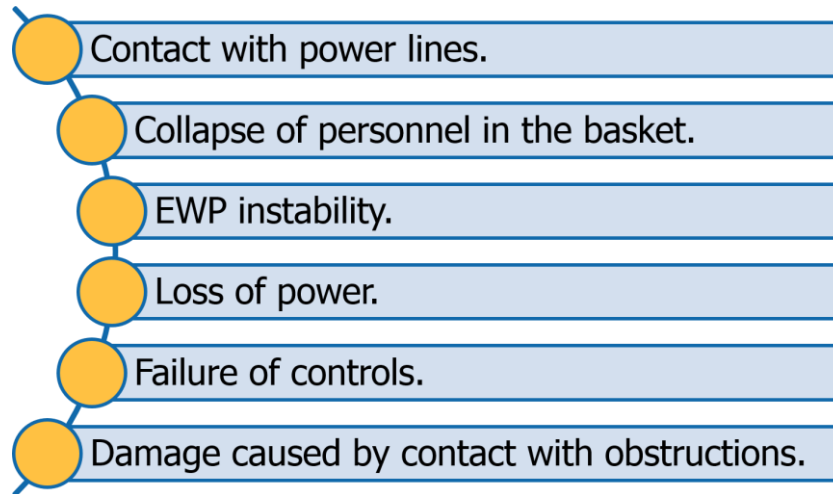 Contact with power lines.
Collapse of personnel in the basket.
EWP instability.
Loss of power.
Failure of controls.
Damage caused by contact with obstructions.